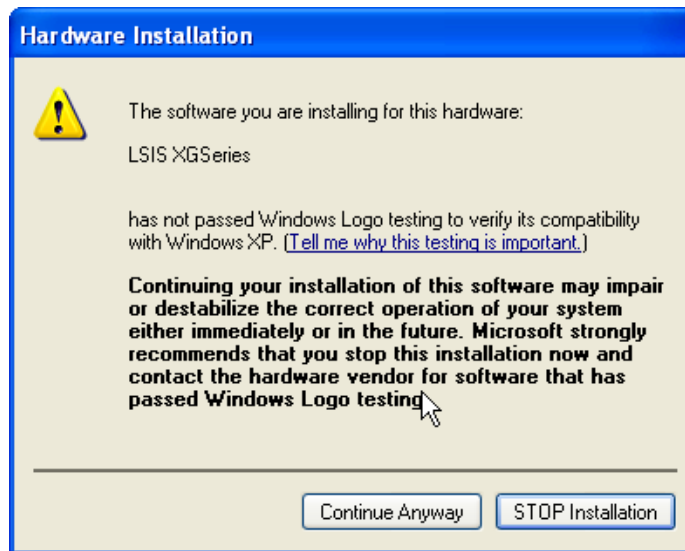 Hardware Installation
The software you are installing for this hardware:
LSIS XGSeries
has not passed Windows Logo testing to verify its compatibility
with Windows XP. (Tell me why this testing is important.)
Continuing your installation of this software may impair
or destabilize the correct operation of your system
either immediately or in the future. Microsoft strongly
recommends that you stop this installation now and
contact the hardware vendor for software that has
passed Windows Logo testing.
Continue Anyway
STOP Installation